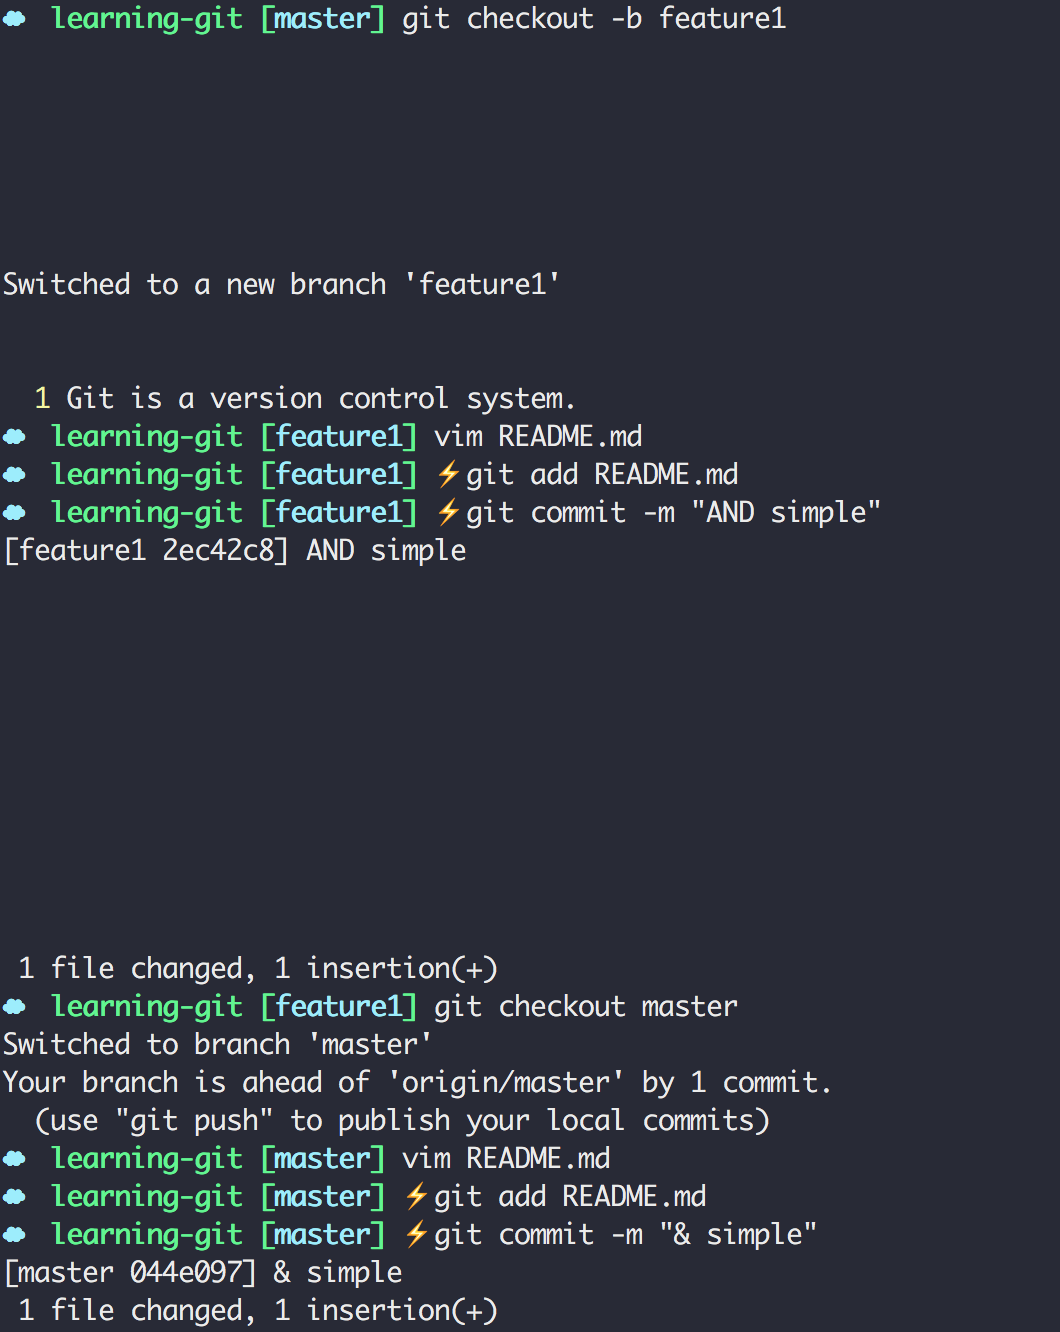 learning-git [master] git checkout -b feature1
Switched to a new branch 'feature1'
1 Git is a version control system.
learning-git [feature1] vim README.md
learning-git [feature1] ⚡git add README.md
learning-git [feature1] ⚡git commit -m "AND simple"
[feature1 2ec42c8] AND simple
1 file changed, 1 insertion(+)
learning-git [feature1] git checkout master
Switched to branch 'master'
Your branch is ahead of 'origin/master' by 1 commit.
(use "git push" to publish your local commits)
learning-git [master] vim README.md
learning-git [master] ⚡git add README.md
learning-git [master] ⚡git commit -m "& simple"
[master 044e097] & simple
1 file changed, 1 insertion(+)